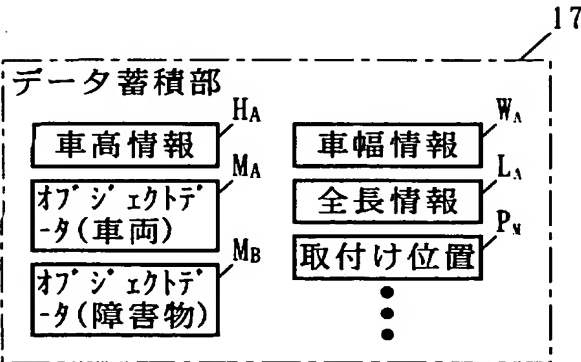 17
データ蓄積部
HA
車高情報
WA
車幅情報
MA
オブジェクトデ
ータ(車両)
LA
全長情報
MB
オブジェクトデ
ータ(障害物)
PM
取付け位置